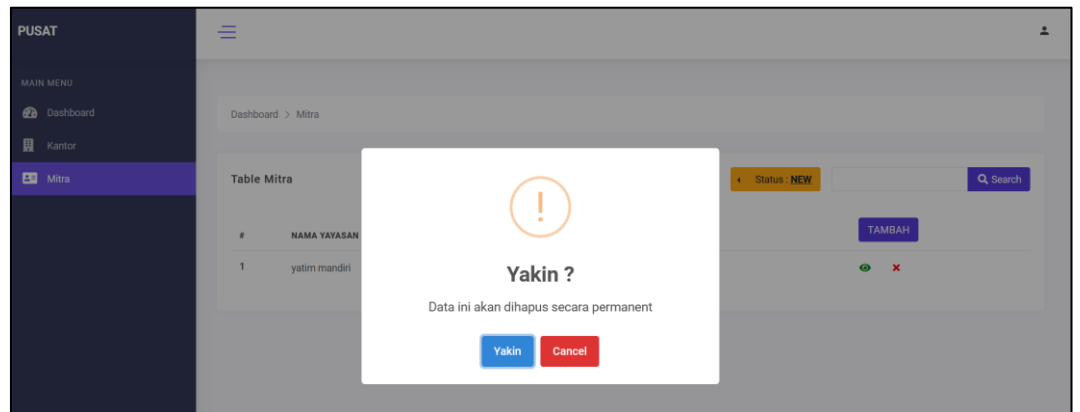 PUSAT
MAIN MENU
Dashboard
Kantor
Mitra
Dashboard > Mitra
Table Mitra
Status : NEW
Search
# NAMA YAYASAN
TAMBAH
1 yatim mandiri
!
Yakin ?
Data ini akan dihapus secara permanent
Yakin Cancel